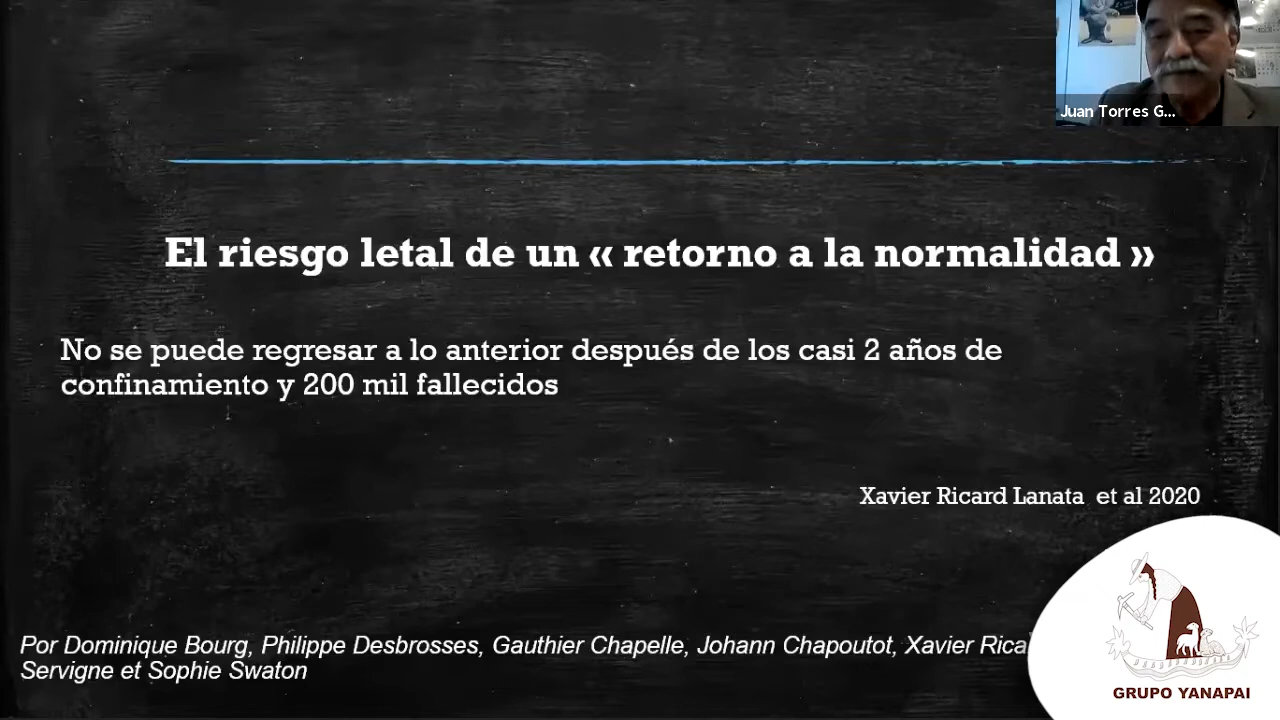 Juan Torres G...
El riesgo letal de un « retorno a la normalidad »
No se puede regresar a lo anterior después de los casi 2 años de
confinamiento y 200 mil fallecidos
Xavier Ricard Lanata et al 2020
Por Dominique Bourg, Philippe Desbrosses, Gauthier Chapelle, Johann Chapoutot, Xavier
Servigne et Sophie Swaton
GRUPO YANAPAI